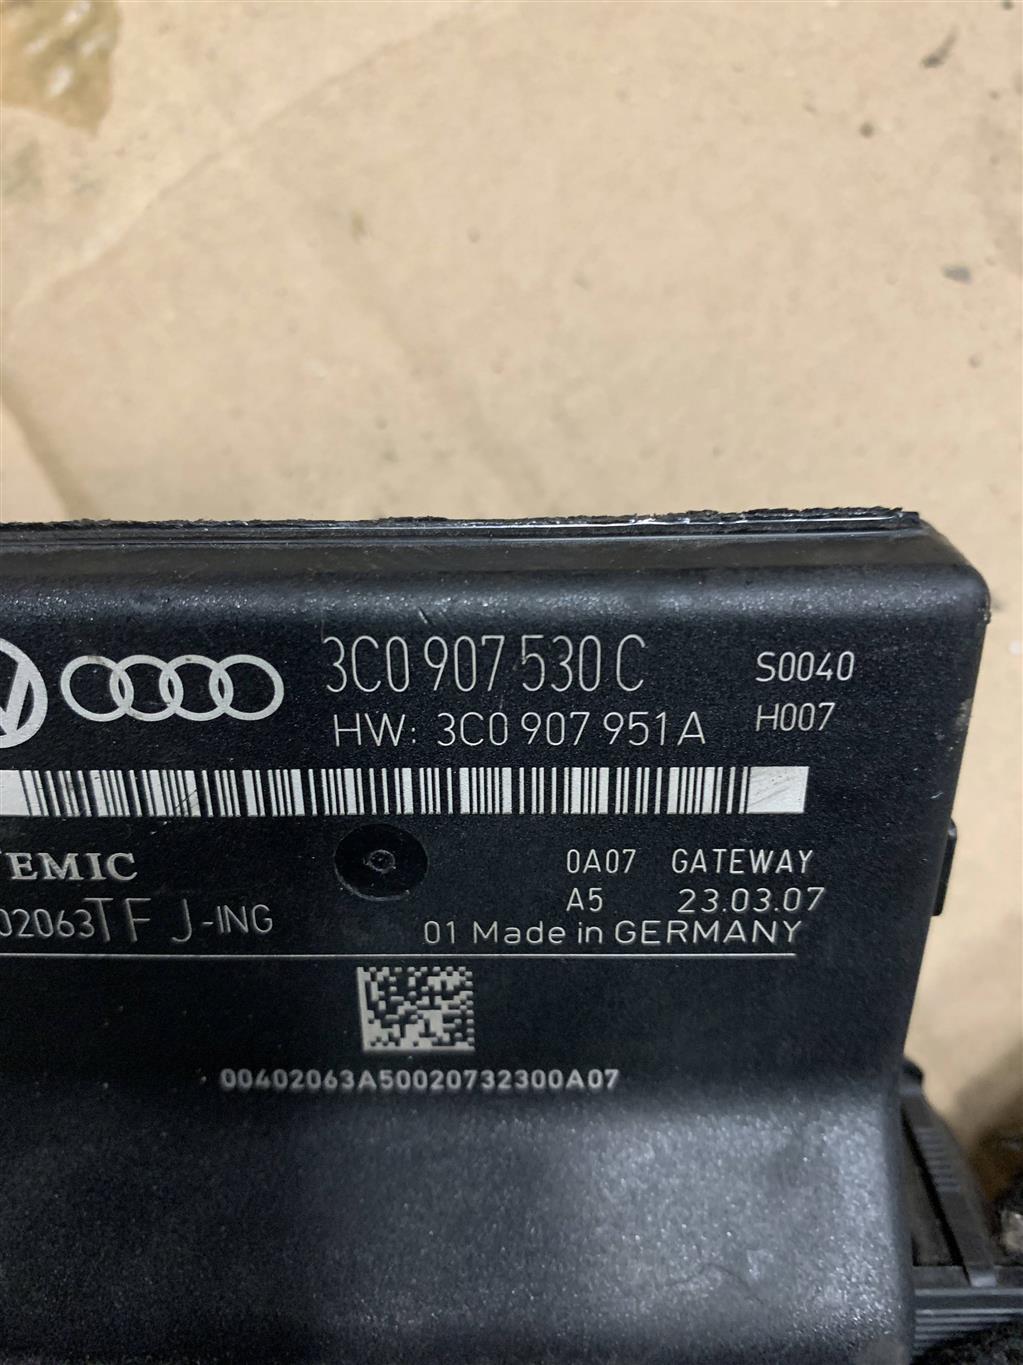 3C0 907 530 C
HW: 3C0 907 951 A
S0040
H007
TEMIC
02063TF J-ING
0A07 GATEWAY
A5 23.03.07
01 Made in GERMANY
00402063A50020732300A07